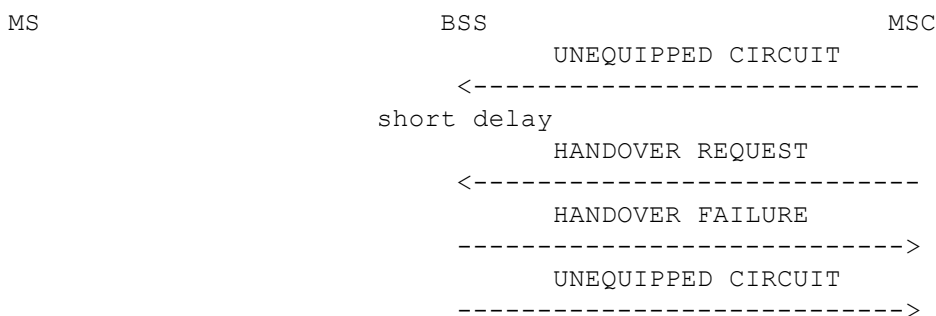 MS BSS MSC
UNEQUIPPED CIRCUIT
<----------------------------
short delay
HANDOVER REQUEST
<----------------------------
HANDOVER FAILURE
---------------------------->
UNEQUIPPED CIRCUIT
---------------------------->